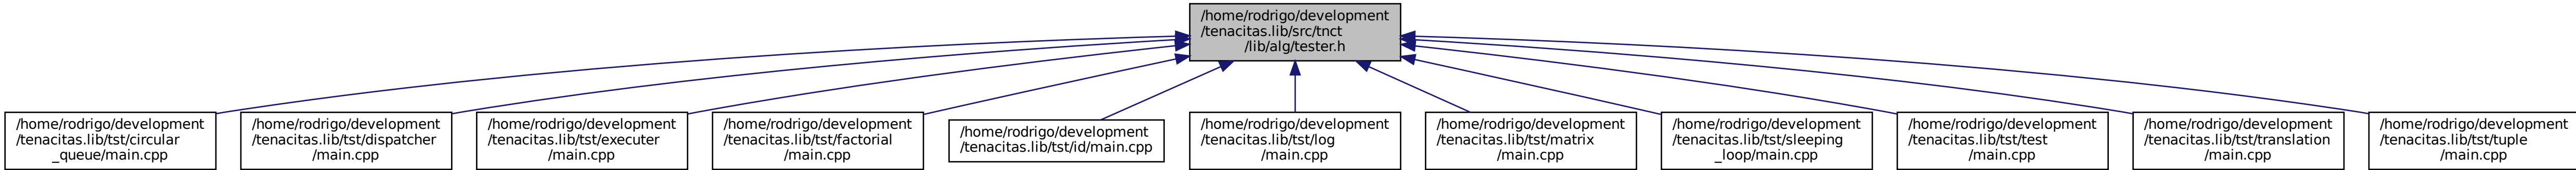 /home/rodrigo/development
/tenacitas.lib/src/tnct
/lib/alg/tester.h
/home/rodrigo/development
/tenacitas.lib/tst/circular
_queue/main.cpp
/home/rodrigo/development
/tenacitas.lib/tst/dispatcher
/main.cpp
/home/rodrigo/development
/tenacitas.lib/tst/executer
/main.cpp
/home/rodrigo/development
/tenacitas.lib/tst/factorial
/main.cpp
/home/rodrigo/development
/tenacitas.lib/tst/id/main.cpp
/home/rodrigo/development
/tenacitas.lib/tst/log
/main.cpp
/home/rodrigo/development
/tenacitas.lib/tst/matrix
/main.cpp
/home/rodrigo/development
/tenacitas.lib/tst/sleeping
_loop/main.cpp
/home/rodrigo/development
/tenacitas.lib/tst/test
/main.cpp
/home/rodrigo/development
/tenacitas.lib/tst/translation
/main.cpp
/home/rodrigo/development
/tenacitas.lib/tst/tuple
/main.cpp